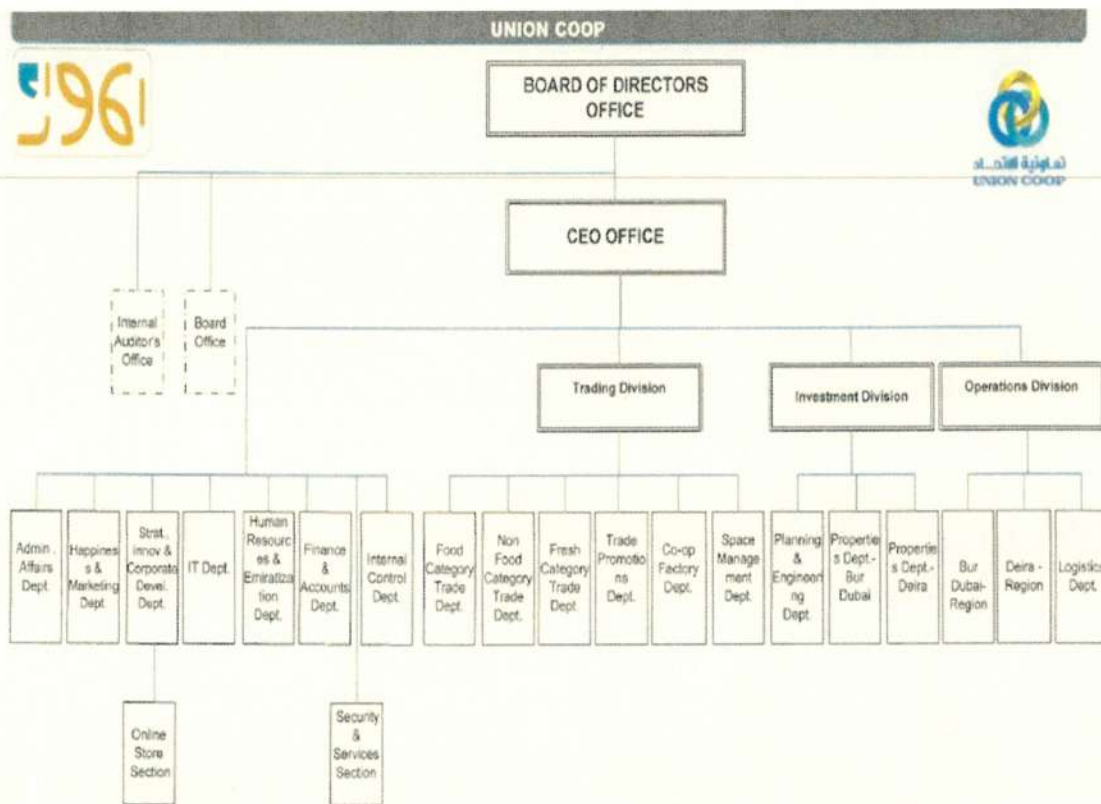 UNION COOP
BOARD OF DIRECTORS
OFFICE
تعاونية الاتحـــاد
UNION COOP
CEO OFFICE
Internal
Auditor's
Office
Board
Office
Trading Division
Investment Division
Operations Division
Admin .
Affairs
Dept.
Happines
s &
Marketing
Dept.
Strat.,
Innov &
Corporate
Devel.
Dept.
IT Dept.
Human
Resourc
es &
Emiratiza
tion
Dept.
Finance
&
Accounts
Dept.
Internal
Control
Dept.
Food
Category
Trade
Dept.
Non
Food
Category
Trade
Dept.
Fresh
Category
Trade
Dept
Trade
Promotio
ns
Dept.
Co-op
Factory
Dept.
Space
Manage
ment
Dept.
Planning
&
Engineeri
ng
Dept
Propertie
s Dept.-
Bur
Dubai
Propertie
s Dept.-
Deira
Bur
Dubai-
Region
Deira -
Region
Logistics
Dept.
Online
Store
Section
Security
&
Services
Section